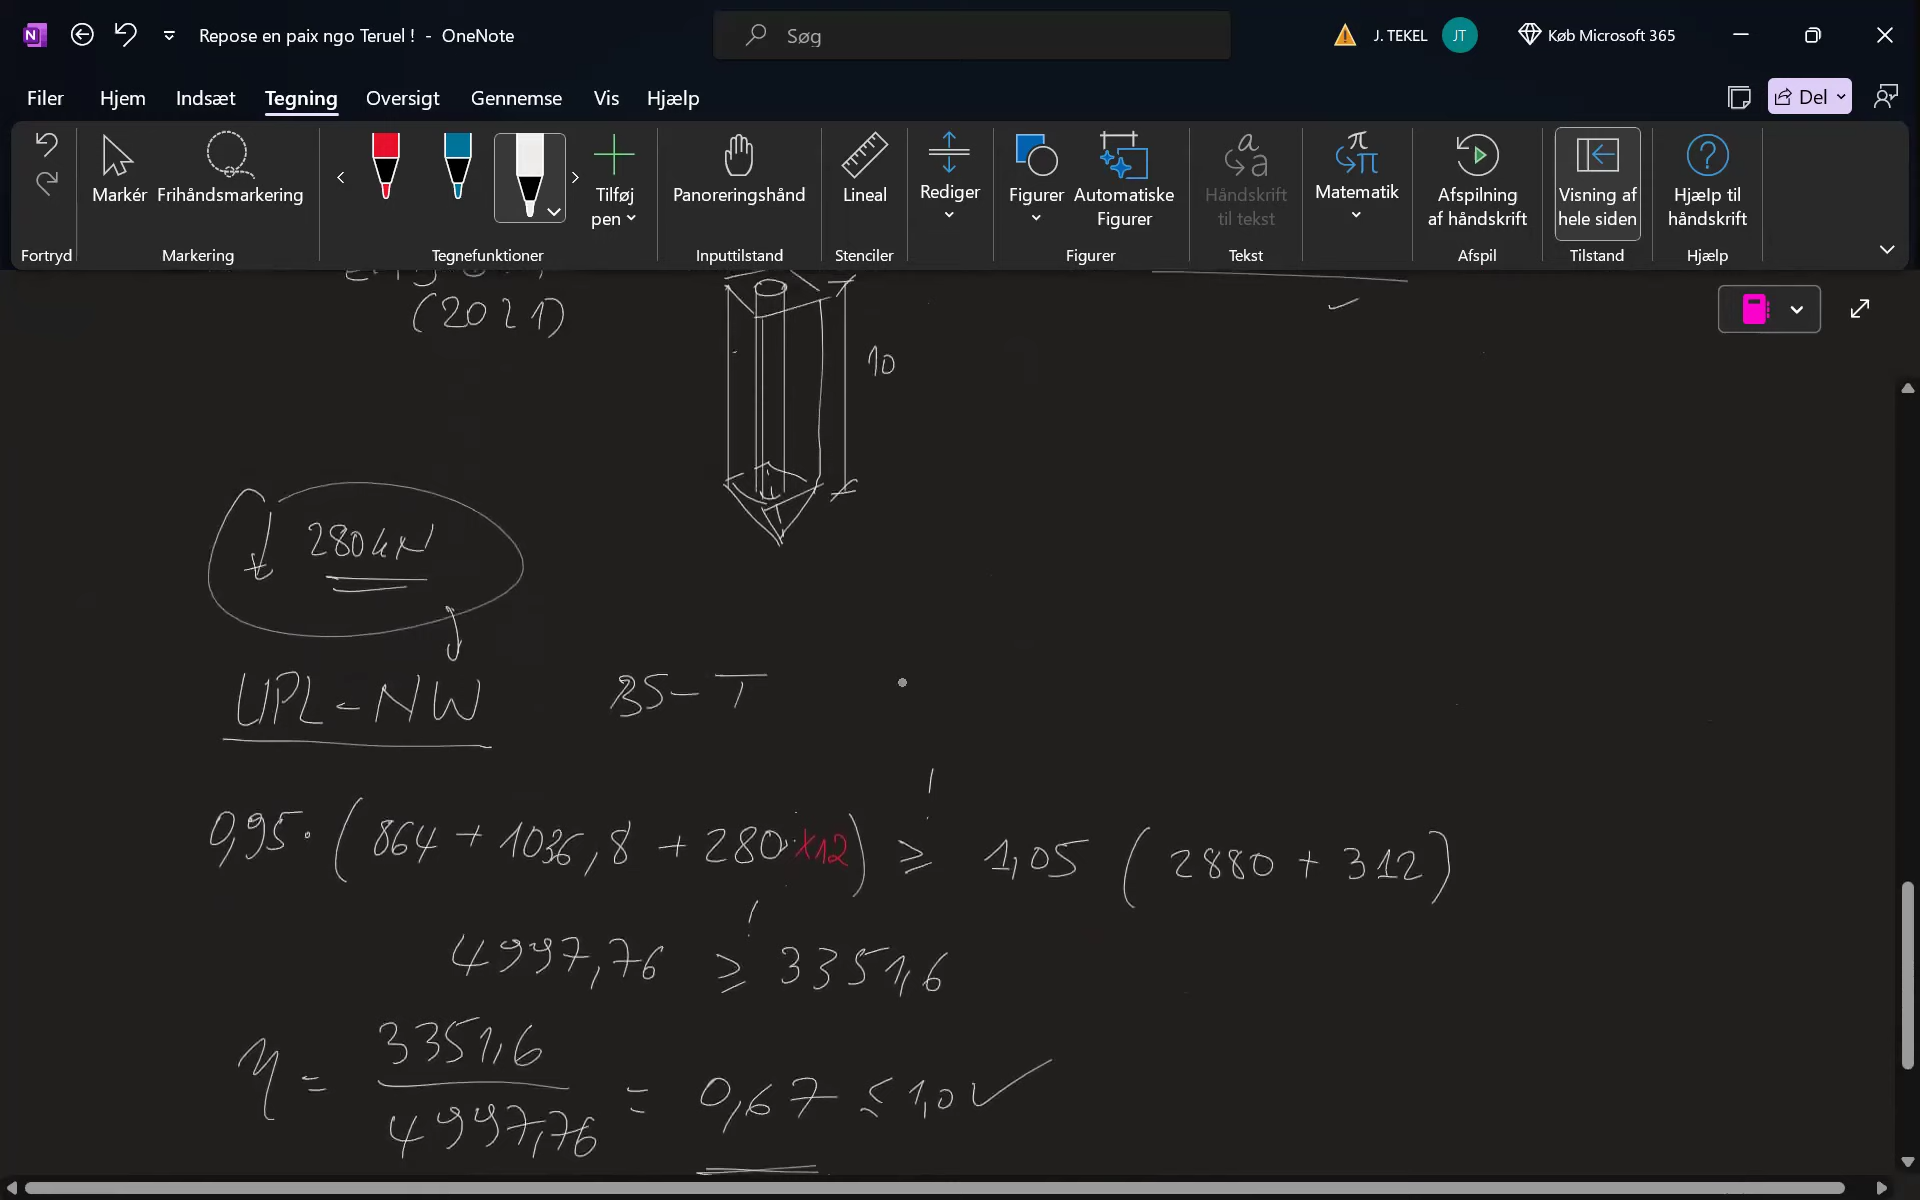 Repose en paix ngo Teruel ! - OneNote
Søg
J. TEKEL
JT
Køb Microsoft 365
Filer Hjem Indsæt Tegning Oversigt Gennemse Vis Hjælp
Del
Markér
Frihåndsmarkering
Tilføj pen
Panoreringshånd
Lineal
Rediger
Figurer
Automatiske Figurer
Håndskrift til tekst
Matematik
Afspilning af håndskrift
Visning af hele siden
Hjælp til håndskrift
Fortryd
Markering
Tegnefunktioner
Inputtilstand
Stenciler
Figurer
Tekst
Afspil
Tilstand
Hjælp
(2021)
10
280kN
UPL-NW BS-T
0,95·(864 + 1036,8 + 280·x12) ≥ 1,05 (2880 + 312)
4997,76 ≥ 3351,6
η = 3351,6 / 4997,76 = 0,67 ≤ 1,0 ✓